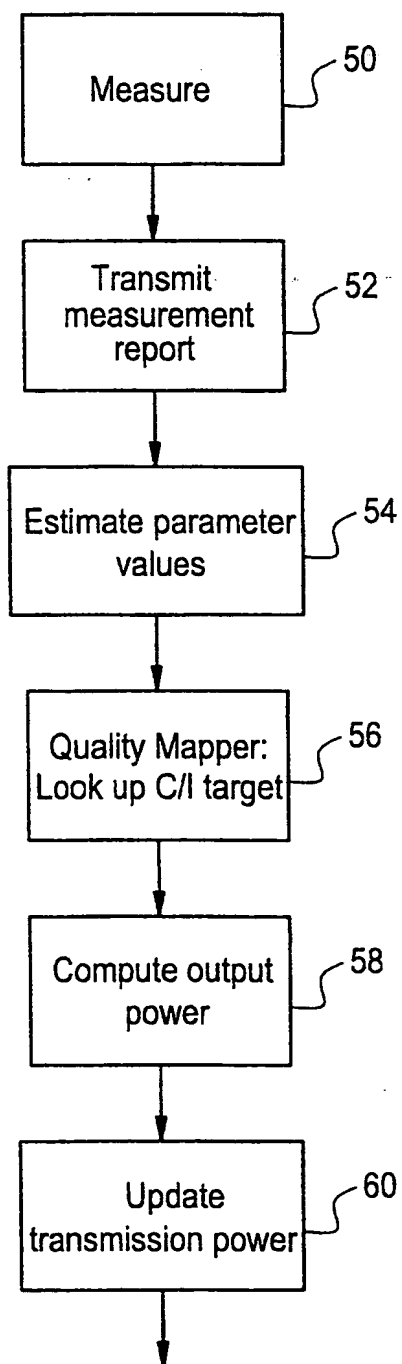 Measure
50
Transmit
measurement
report
52
Estimate parameter
values
54
Quality Mapper:
Look up C/I target
56
Compute output
power
58
Update
transmission power
60